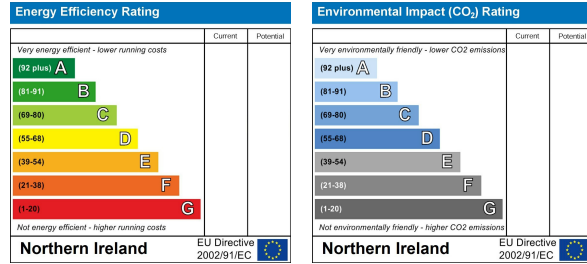 Energy Efficiency Rating
Current Potential
Very energy efficient - lower running costs
(92 plus) A
(81-91) B
(69-80) C
(55-68) D
(39-54) E
(21-38) F
(1-20) G
Not energy efficient - higher running costs
Northern Ireland
EU Directive
2002/91/EC
Environmental Impact (CO2) Rating
Current Potential
Very environmentally friendly - lower CO2 emissions
(92 plus) A
(81-91) B
(69-80) C
(55-68) D
(39-54) E
(21-38) F
(1-20) G
Not environmentally friendly - higher CO2 emissions
Northern Ireland
EU Directive
2002/91/EC